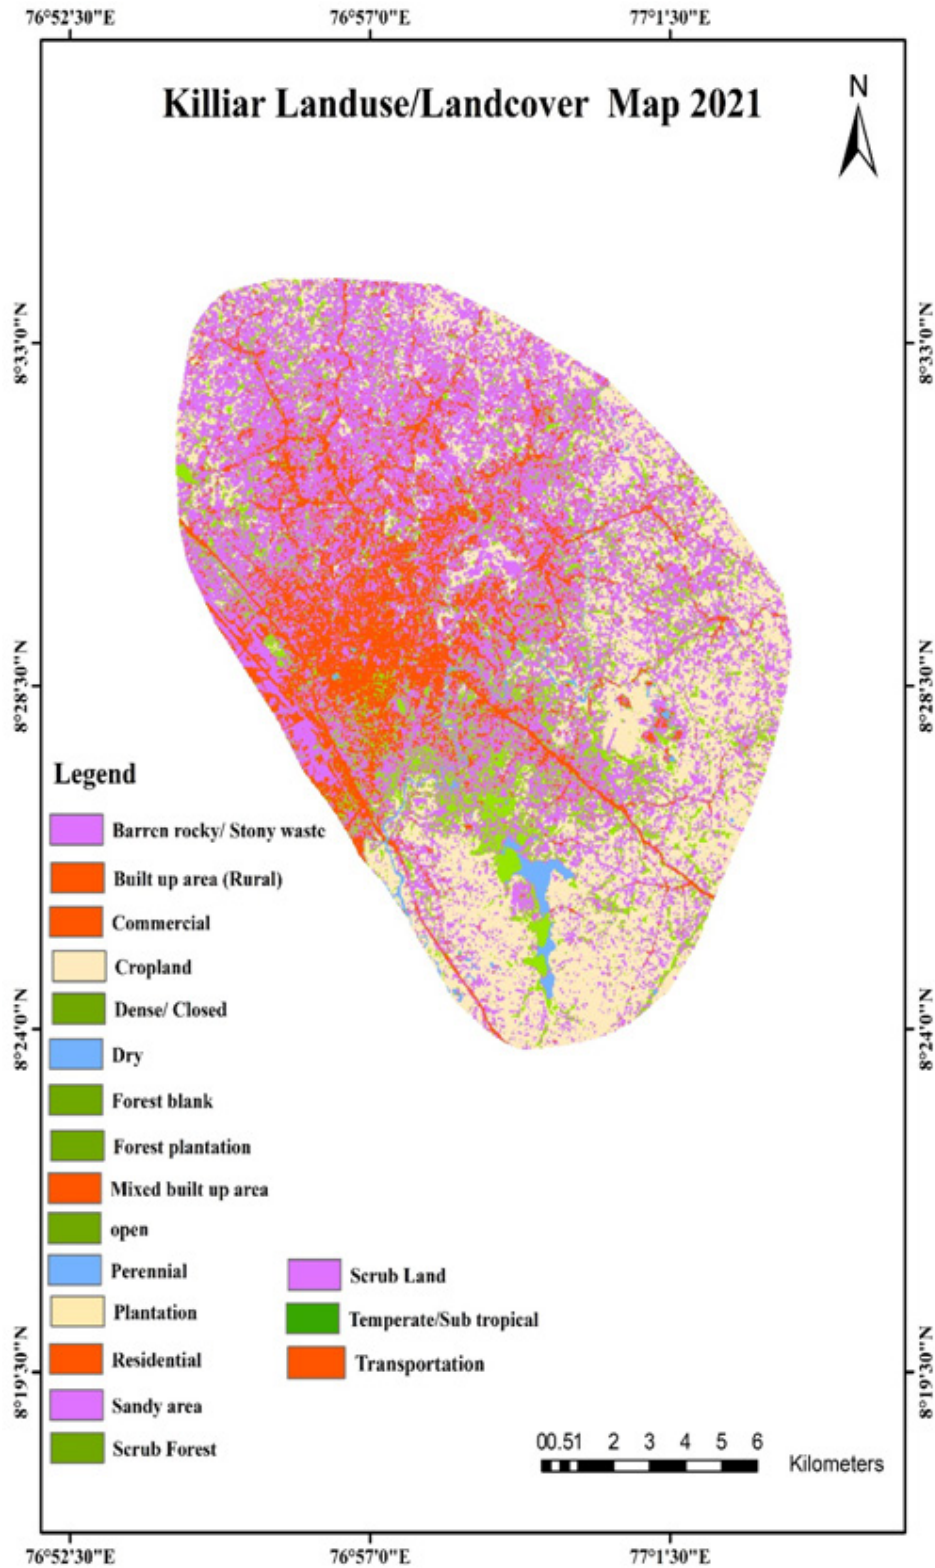 76°52'30"E 76°57'0"E 77°1'30"E
Killiar Landuse/Landcover Map 2021
N
8°33'0"N 8°33'0"N
8°28'30"N 8°28'30"N
8°24'0"N 8°24'0"N
8°19'30"N 8°19'30"N
Legend
Barren rocky/ Stony waste
Built up area (Rural)
Commercial
Cropland
Dense/ Closed
Dry
Forest blank
Forest plantation
Mixed built up area
open
Perennial
Plantation
Residential
Sandy area
Scrub Forest
Scrub Land
Temperate/Sub tropical
Transportation
00.51 2 3 4 5 6
Kilometers
76°52'30"E 76°57'0"E 77°1'30"E